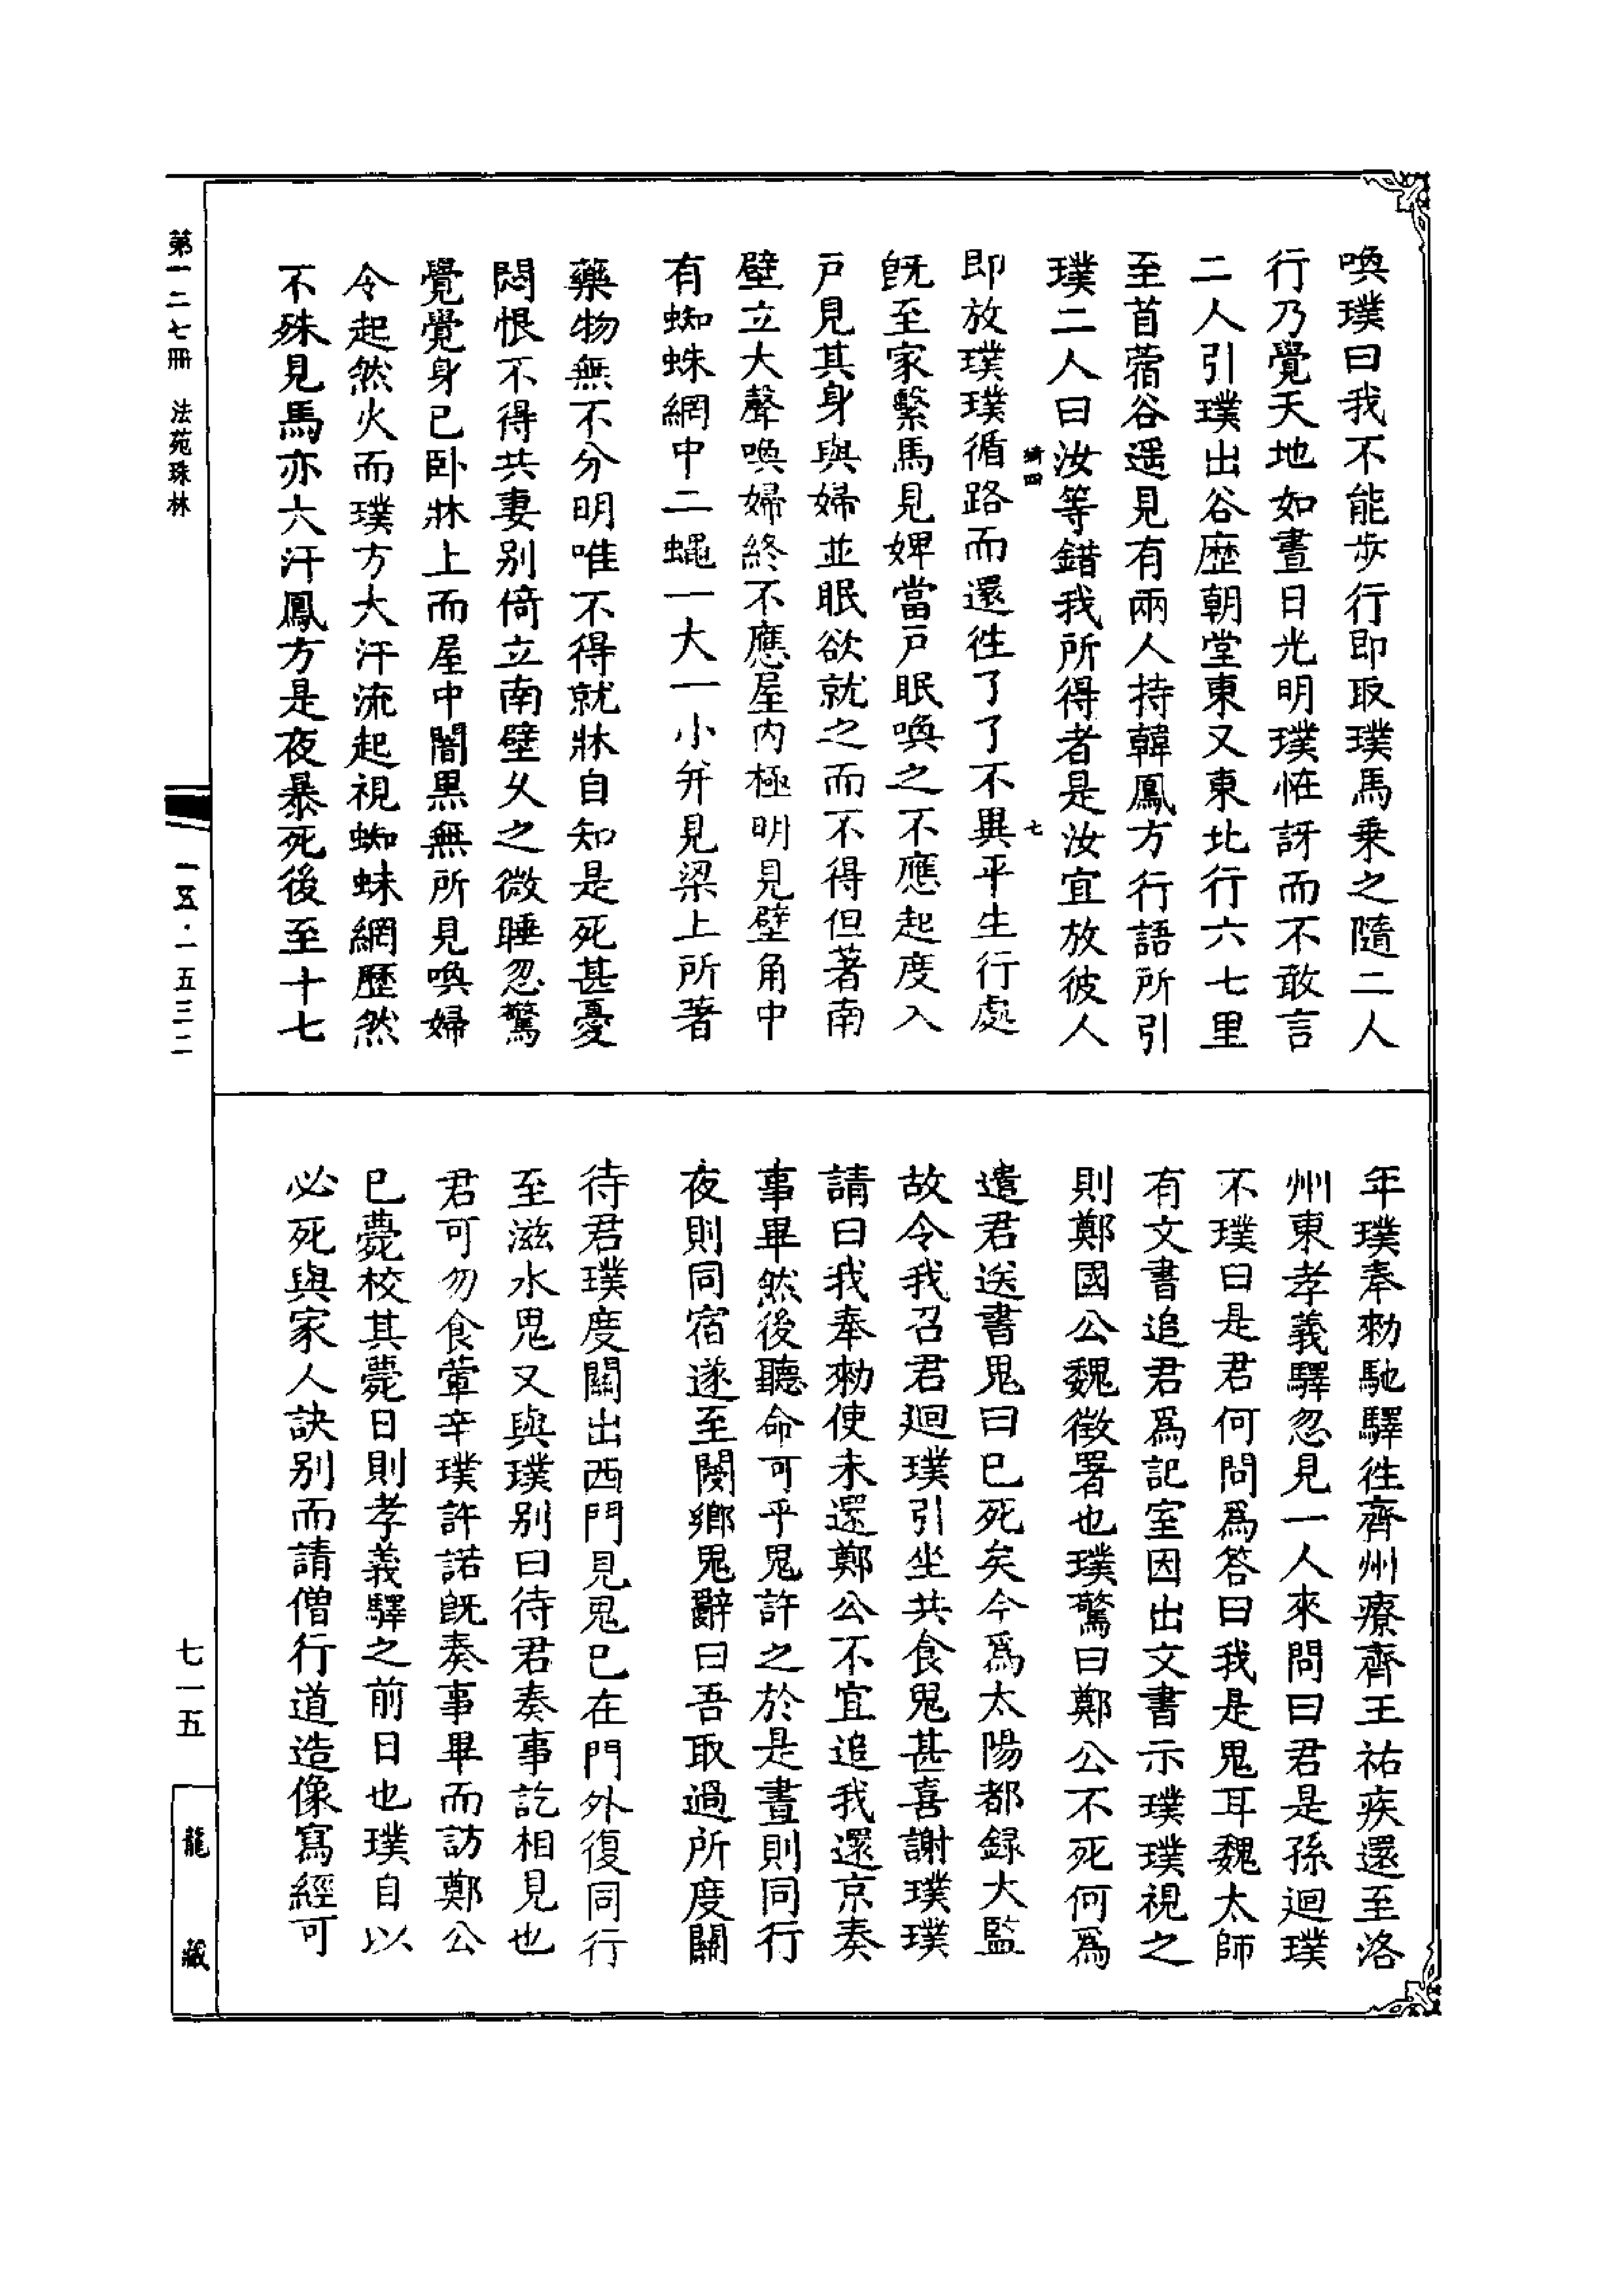 喚璞曰我不能步行即取璞馬乘之隨二人
行乃覺天地如晝日光明璞恠訝而不敢言
二人引璞出谷歷朝堂東又東北行六七里
至苜蓿谷遥見有兩人持韓鳳方行語所引
璞二人曰汝等錯我所得者是汝宜放彼人
綺四 七
即放璞璞循路而還徃了了不異平生行處
旣至家繫馬見婢當戸眠喚之不應起度入
戸見其身與婦並眠欲就之而不得但著南
壁立大聲喚婦終不應屋内極明見壁角中
有蜘蛛網中二蠅一大一小并見梁上所著
藥物無不分明唯不得就牀自知是死甚憂
悶恨不得共妻别倚立南壁久之微睡忽驚
覺覺身已卧牀上而屋中闇黒無所見喚婦
令起然火而璞方大汗流起視蜘蛛網歷然
不殊見馬亦大汗鳳方是夜暴死後至十七
年璞奉勑馳驛徃齊州療齊王祐疾還至洛
州東孝義驛忽見一人來問曰君是孫迴璞
不璞曰是君何問爲答曰我是鬼耳魏太師
有文書追君爲記室因出文書示璞璞視之
則鄭國公魏徴署也璞驚曰鄭公不死何爲
遣君送書鬼曰已死矣今爲太陽都録大監
故令我召君迴璞引坐共食鬼甚喜謝璞璞
請曰我奉勑使未還鄭公不宜追我還京奏
事畢然後聽命可乎鬼許之於是晝則同行
夜則同宿遂至閿鄉鬼辭曰吾取過所度關
待君璞度關出西門見鬼已在門外復同行
至滋水鬼又與璞别曰待君奏事訖相見也
君可勿食葷辛璞許諾旣奏事畢而訪鄭公
已薨校其薨日則孝義驛之前日也璞自以
必死與家人訣别而請僧行道造像寫經可
第一二七冊 法苑珠林
一五·一五三二
七一五
龍藏